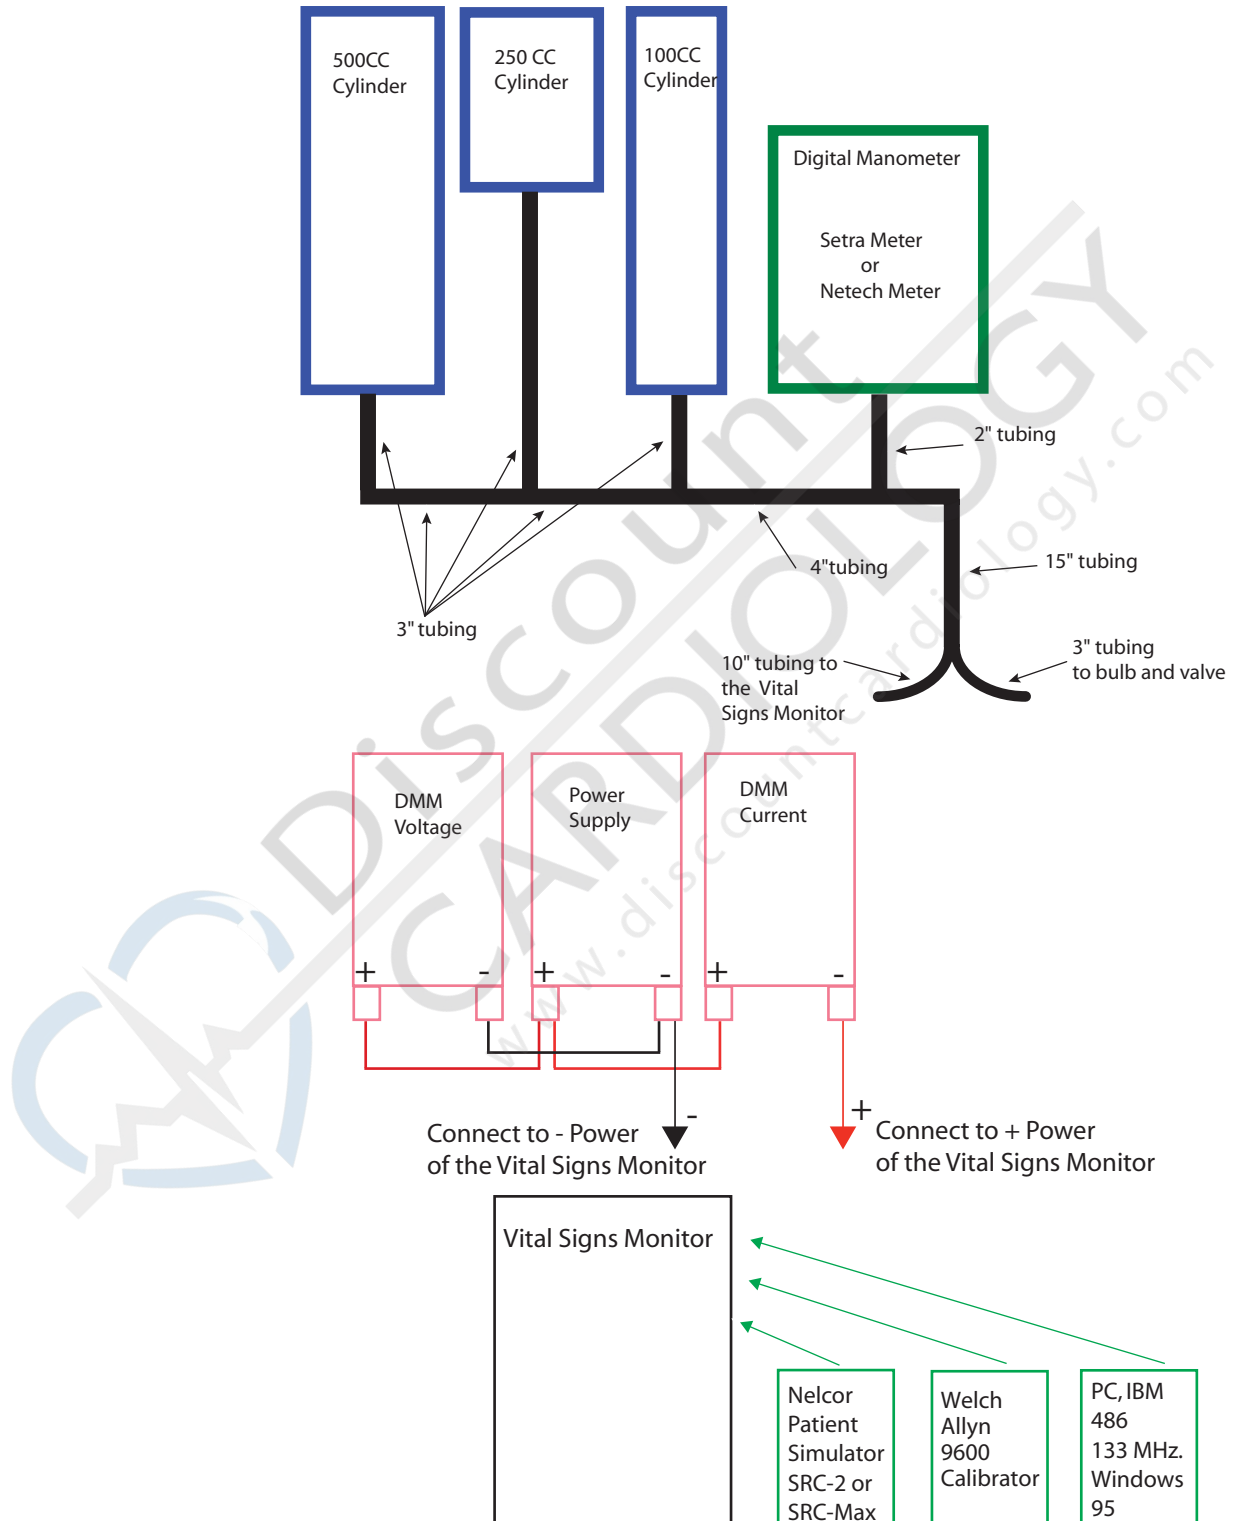 500CC
Cylinder
250 CC
Cylinder
100CC
Cylinder
Digital Manometer
Setra Meter
or
Netech Meter
2" tubing
4"tubing
15" tubing
3" tubing
10" tubing to
the Vital
Signs Monitor
3" tubing
to bulb and valve
DMM
Voltage
Power
Supply
DMM
Current
+ - + - + -
- +
Connect to - Power
of the Vital Signs Monitor
Connect to + Power
of the Vital Signs Monitor
Vital Signs Monitor
Nelcor
Patient
Simulator
SRC-2 or
SRC-Max
Welch
Allyn
9600
Calibrator
PC, IBM
486
133 MHz.
Windows
95
Discount
CARDIOLOGY
www.discountcardiology.com